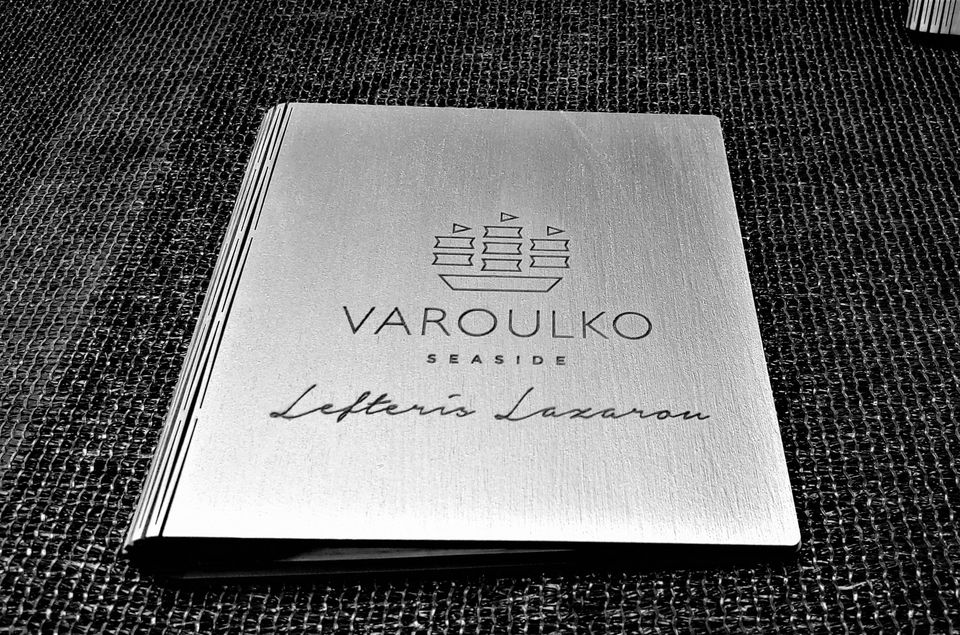 VAROULKO
SEASIDE
Lefteris Lazarou